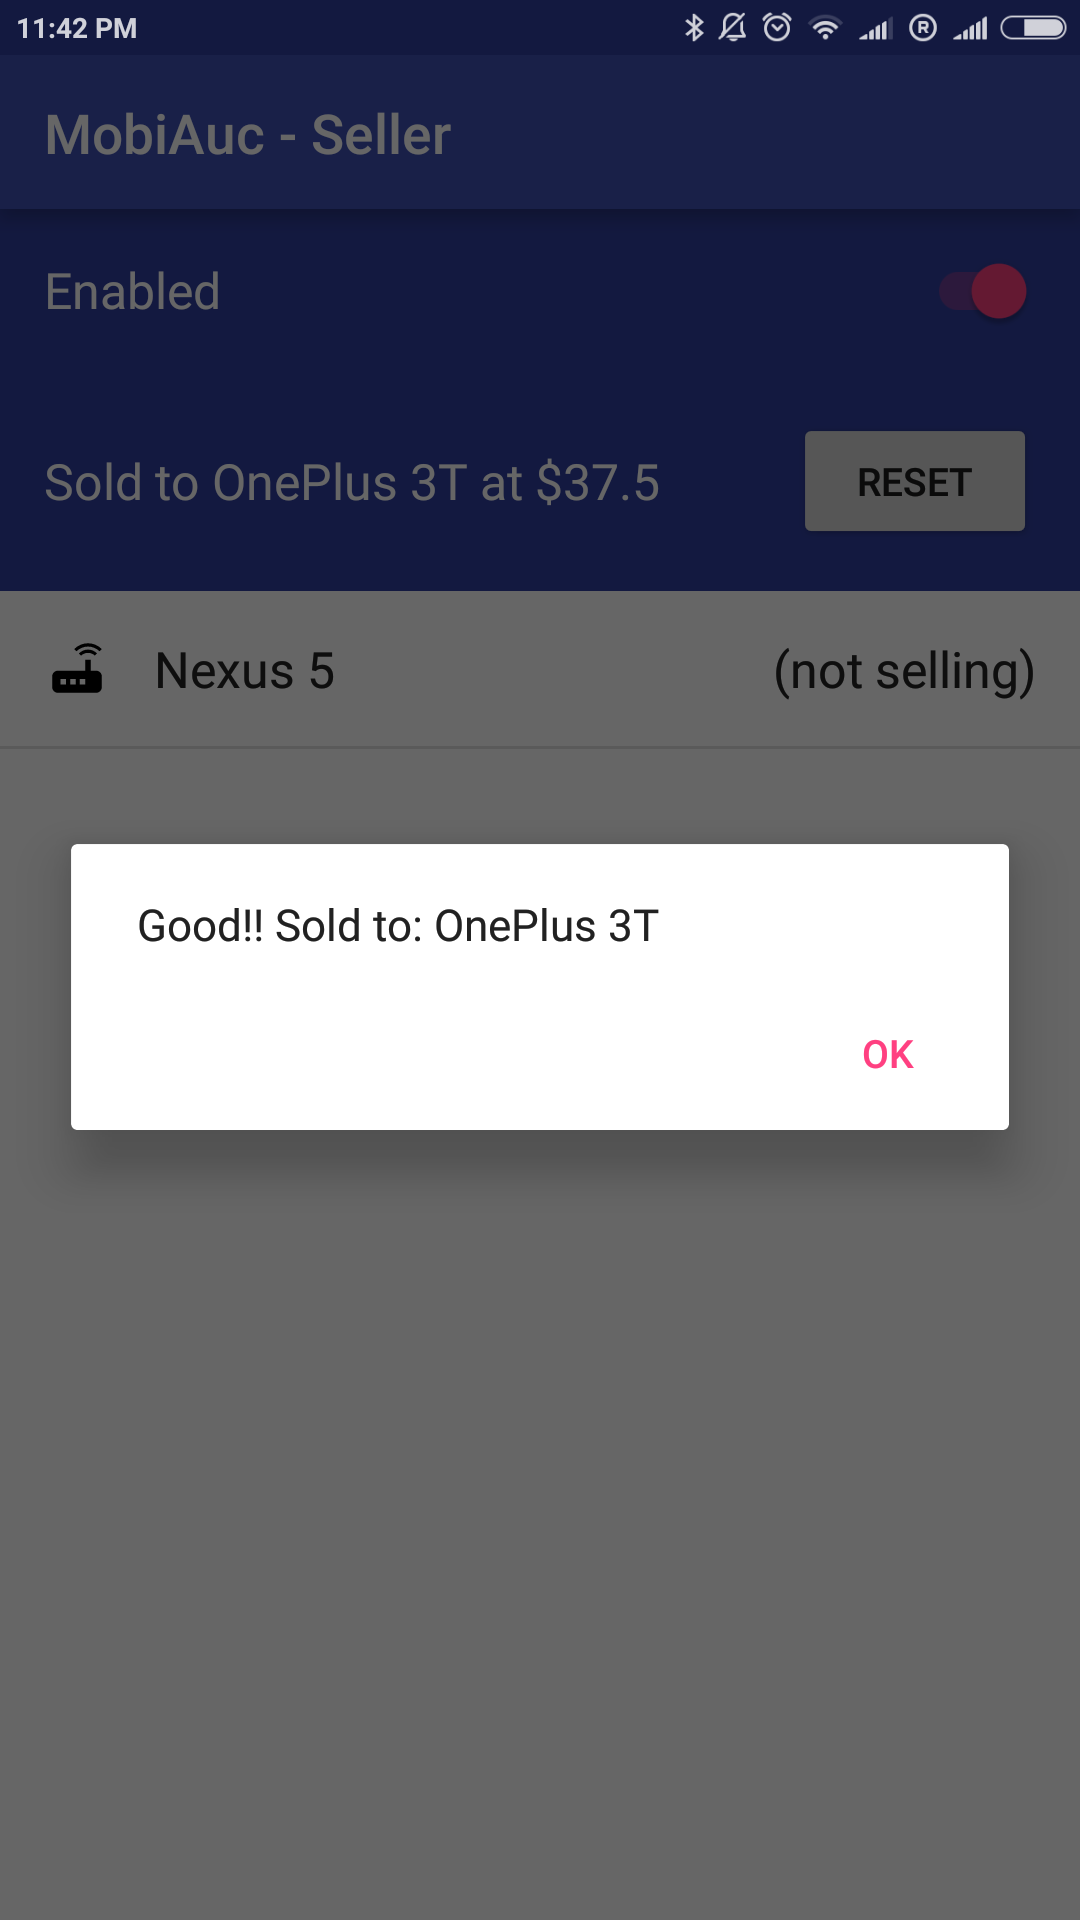 11:42 PM
R
MobiAuc - Seller
Enabled
Sold to OnePlus 3T at $37.5
RESET
Nexus 5
(not selling)
Good!! Sold to: OnePlus 3T
OK